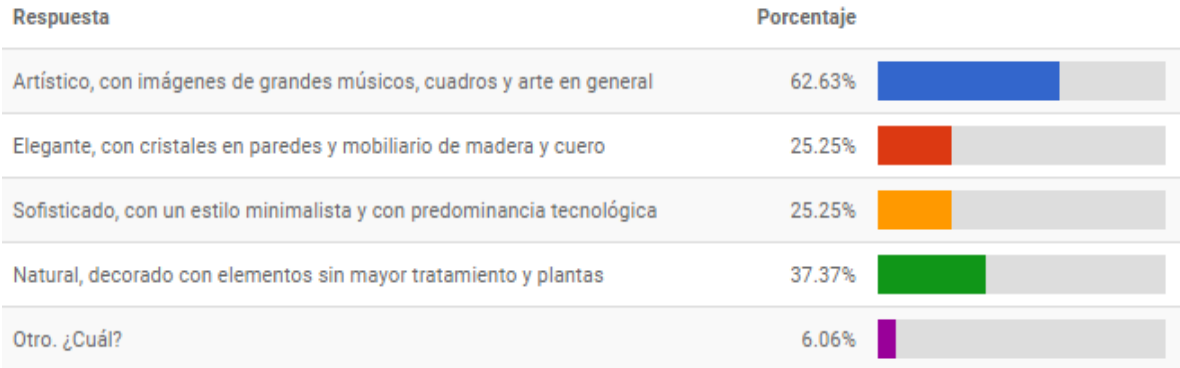 Respuesta Porcentaje
Artístico, con imágenes de grandes músicos, cuadros y arte en general 62.63%
Elegante, con cristales en paredes y mobiliario de madera y cuero 25.25%
Sofisticado, con un estilo minimalista y con predominancia tecnológica 25.25%
Natural, decorado con elementos sin mayor tratamiento y plantas 37.37%
Otro. ¿Cuál? 6.06%